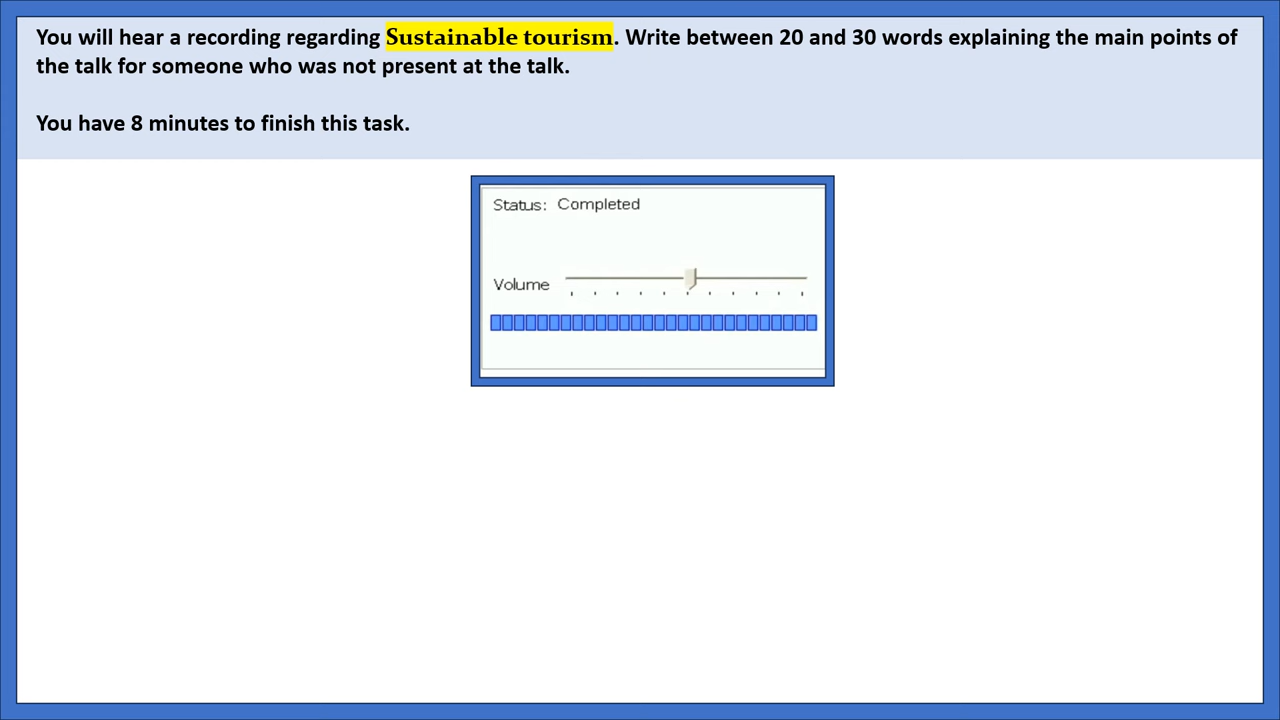 You will hear a recording regarding Sustainable tourism. Write between 20 and 30 words explaining the main points of
the talk for someone who was not present at the talk.
You have 8 minutes to finish this task.
Status: Completed
Volume